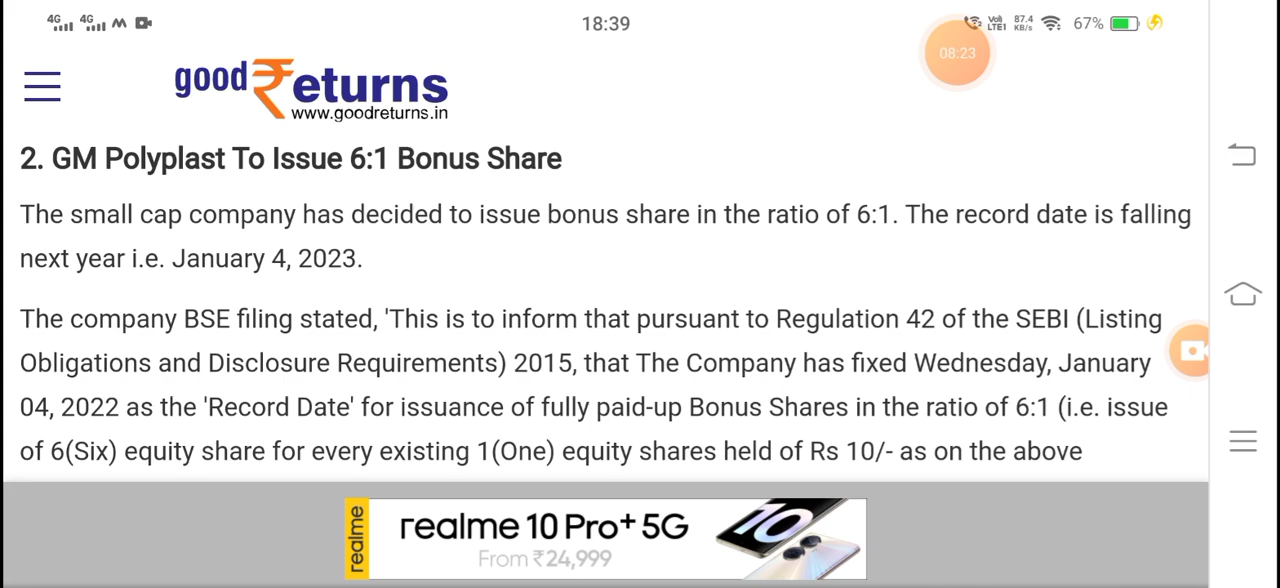 4G 4G 18:39 Vo) LTE1 87.4 KB/s 67%
08:23
good₹eturns
www.goodreturns.in
2. GM Polyplast To Issue 6:1 Bonus Share
The small cap company has decided to issue bonus share in the ratio of 6:1. The record date is falling
next year i.e. January 4, 2023.
The company BSE filing stated, 'This is to inform that pursuant to Regulation 42 of the SEBI (Listing
Obligations and Disclosure Requirements) 2015, that The Company has fixed Wednesday, January
04, 2022 as the 'Record Date' for issuance of fully paid-up Bonus Shares in the ratio of 6:1 (i.e. issue
of 6(Six) equity share for every existing 1(One) equity shares held of Rs 10/- as on the above
realme
realme 10 Pro+ 5G
From ₹24,999
10